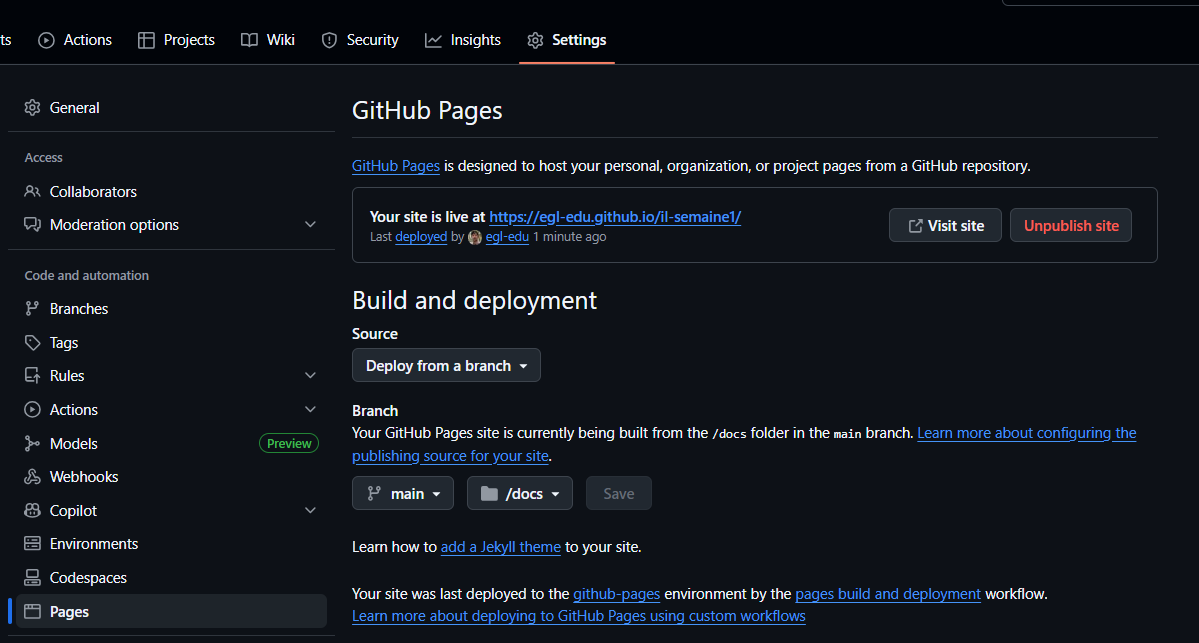 ts Actions Projects Wiki Security Insights Settings
General
Access
Collaborators
Moderation options
Code and automation
Branches
Tags
Rules
Actions
Models Preview
Webhooks
Copilot
Environments
Codespaces
Pages
GitHub Pages
GitHub Pages is designed to host your personal, organization, or project pages from a GitHub repository.
Your site is live at https://egl-edu.github.io/il-semaine1/
Last deployed by egl-edu 1 minute ago
Visit site Unpublish site
Build and deployment
Source
Deploy from a branch
Branch
Your GitHub Pages site is currently being built from the /docs folder in the main branch. Learn more about configuring the
publishing source for your site.
main /docs Save
Learn how to add a Jekyll theme to your site.
Your site was last deployed to the github-pages environment by the pages build and deployment workflow.
Learn more about deploying to GitHub Pages using custom workflows